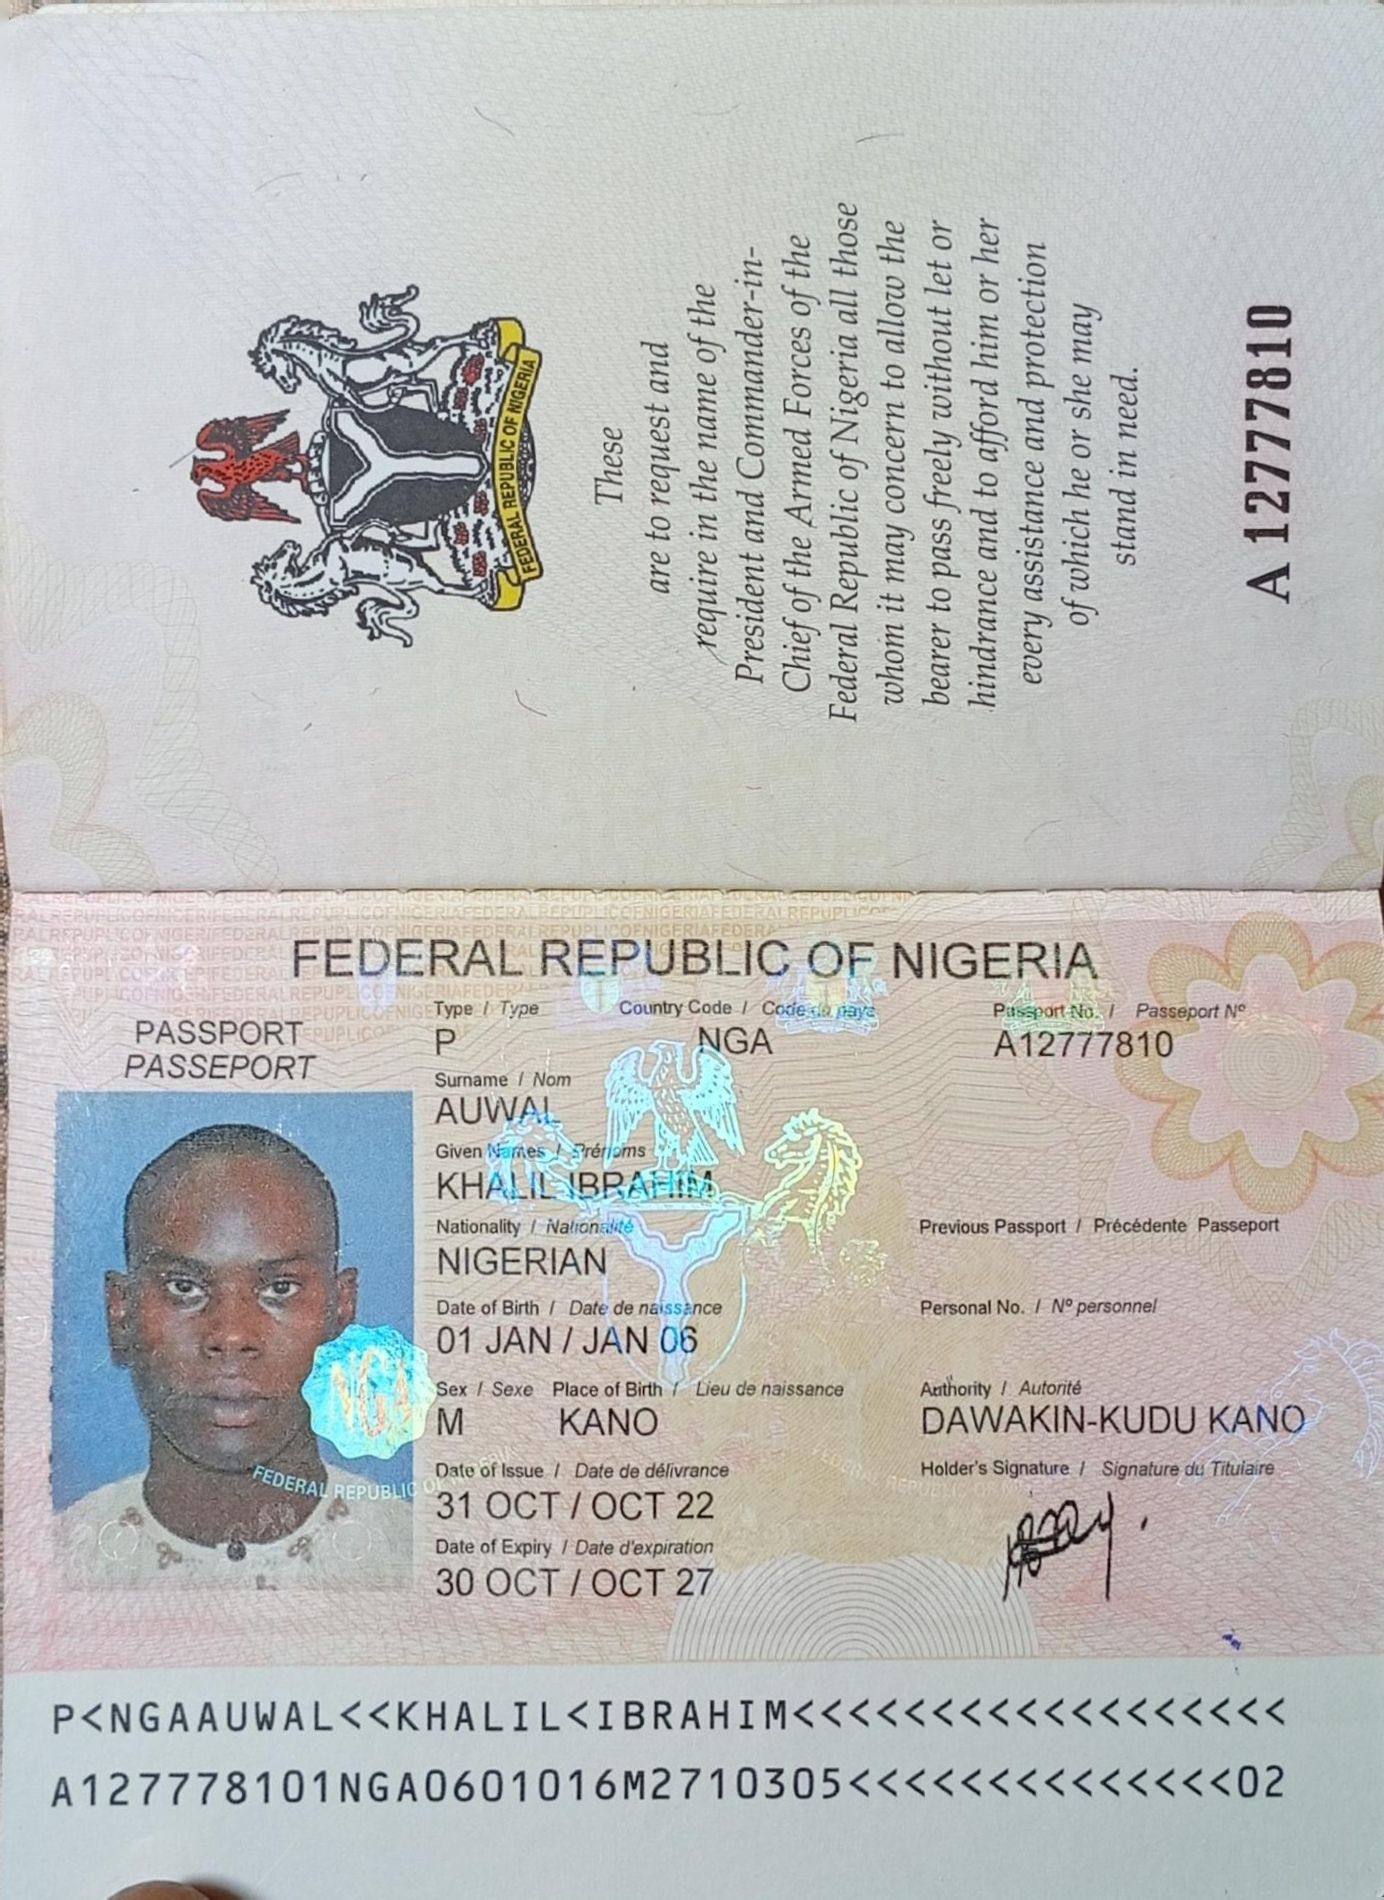 FEDERAL REPUBLIC OF NIGERIA
These
are to request and
require in the name of the
President and Commander-in-
Chief of the Armed Forces of the
Federal Republic of Nigeria all those
whom it may concern to allow the
bearer to pass freely without let or
hindrance and to afford him or her
every assistance and protection
of which he or she may
stand in need.
A 12777810
FEDERAL REPUBLIC OF NIGERIA
PASSPORT
PASSEPORT
Type / Type Country Code / Code du pays Passport No. / Passeport Nº
P NGA A12777810
Surname / Nom
AUWAL
Given Names / Prénoms
KHALIL IBRAHIM
Nationality / Nationalité Previous Passport / Précédente Passeport
NIGERIAN
Date of Birth / Date de naissance Personal No. / Nº personnel
01 JAN / JAN 06
Sex / Sexe Place of Birth / Lieu de naissance Authority / Autorité
M KANO DAWAKIN-KUDU KANO
Date of Issue / Date de délivrance Holder's Signature / Signature du Titulaire
31 OCT / OCT 22
Date of Expiry / Date d'expiration
30 OCT / OCT 27
NGA
FEDERAL REPUBLIC OF
P<NGAAUWAL<<KHALIL<IBRAHIM<<<<<<<<<<<<<<<<<<
A127778101NGA0601016M2710305<<<<<<<<<<<<<<02